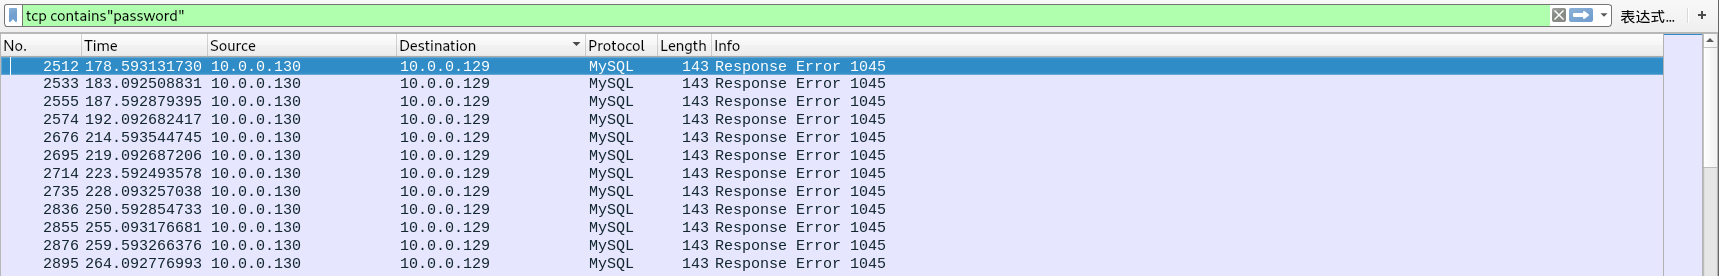 tcp contains"password" 表达式… +
No. Time Source Destination Protocol Length Info
2512 178.593131730 10.0.0.130 10.0.0.129 MySQL 143 Response Error 1045
2533 183.092508831 10.0.0.130 10.0.0.129 MySQL 143 Response Error 1045
2555 187.592879395 10.0.0.130 10.0.0.129 MySQL 143 Response Error 1045
2574 192.092682417 10.0.0.130 10.0.0.129 MySQL 143 Response Error 1045
2676 214.593544745 10.0.0.130 10.0.0.129 MySQL 143 Response Error 1045
2695 219.092687206 10.0.0.130 10.0.0.129 MySQL 143 Response Error 1045
2714 223.592493578 10.0.0.130 10.0.0.129 MySQL 143 Response Error 1045
2735 228.093257038 10.0.0.130 10.0.0.129 MySQL 143 Response Error 1045
2836 250.592854733 10.0.0.130 10.0.0.129 MySQL 143 Response Error 1045
2855 255.093176681 10.0.0.130 10.0.0.129 MySQL 143 Response Error 1045
2876 259.593266376 10.0.0.130 10.0.0.129 MySQL 143 Response Error 1045
2895 264.092776993 10.0.0.130 10.0.0.129 MySQL 143 Response Error 1045